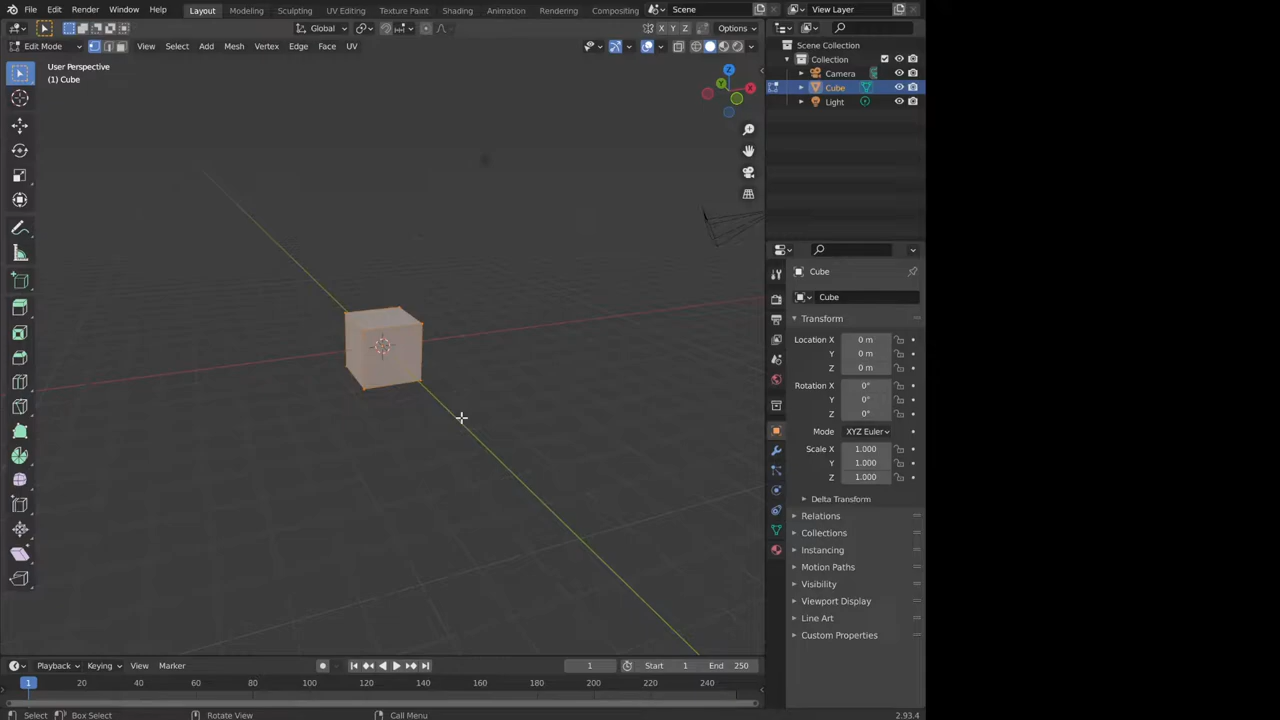 File Edit Render Window Help Layout Modeling Sculpting UV Editing Texture Paint Shading Animation Rendering Compositing Scene View Layer
Global Options
X Y Z
Edit Mode View Select Add Mesh Vertex Edge Face UV
User Perspective
(1) Cube
Z
Y
X
Scene Collection
Collection
Camera
Cube
Light
Cube
Cube
Transform
Location X 0 m
Y 0 m
Z 0 m
Rotation X 0°
Y 0°
Z 0°
Mode XYZ Euler
Scale X 1.000
Y 1.000
Z 1.000
Delta Transform
Relations
Collections
Instancing
Motion Paths
Visibility
Viewport Display
Line Art
Custom Properties
Playback Keying View Marker 1 Start 1 End 250
1 20 40 60 80 100 120 140 160 180 200 220 240
Select Box Select Rotate View Call Menu 2.93.4